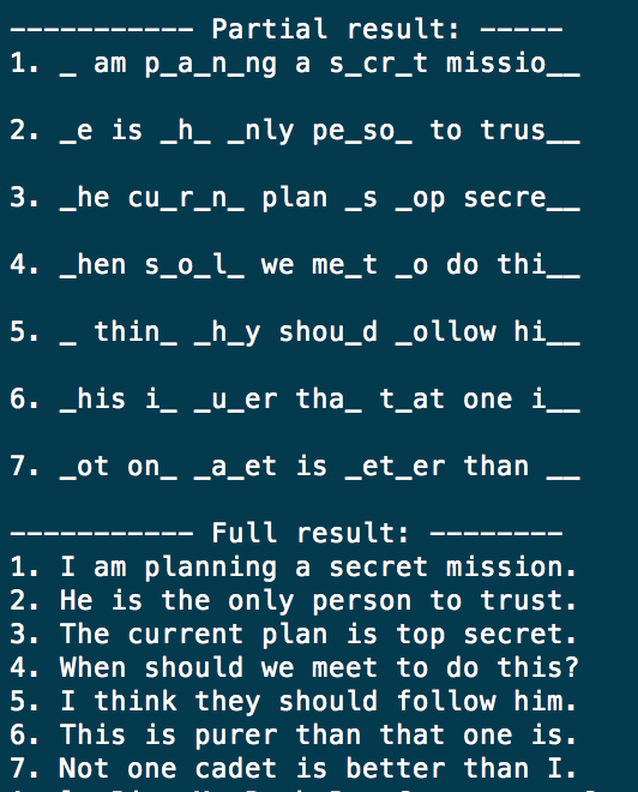 ----------- Partial result: -----
1. _ am p_a_n_ng a s_cr_t missio__
2. _e is _h_ _nly pe_so_ to trus__
3. _he cu_r_n_ plan _s _op secre__
4. _hen s_o_l_ we me_t _o do thi__
5. _ thin_ _h_y shou_d _ollow hi__
6. _his i_ _u_er tha_ t_at one i__
7. _ot on_ _a_et is _et_er than __
----------- Full result: --------
1. I am planning a secret mission.
2. He is the only person to trust.
3. The current plan is top secret.
4. When should we meet to do this?
5. I think they should follow him.
6. This is purer than that one is.
7. Not one cadet is better than I.